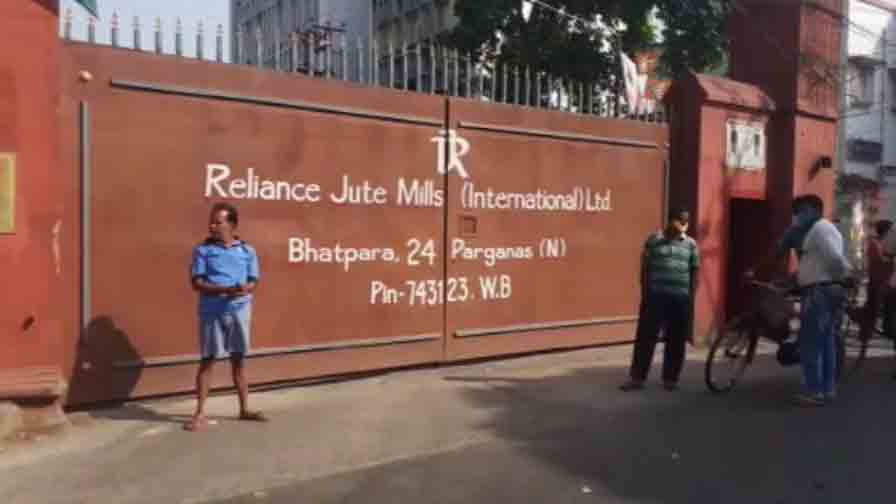 Reliance Jute Mills (International) Ltd.
Bhatpara, 24 Parganas (N)
Pin-743123. W.B